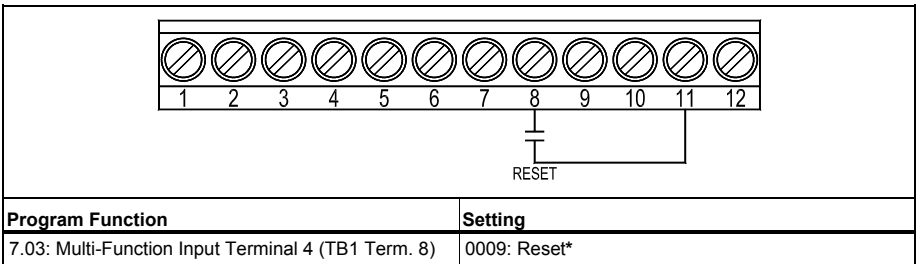 1 2 3 4 5 6 7 8 9 10 11 12
RESET
Program Function Setting
7.03: Multi-Function Input Terminal 4 (TB1 Term. 8) 0009: Reset*